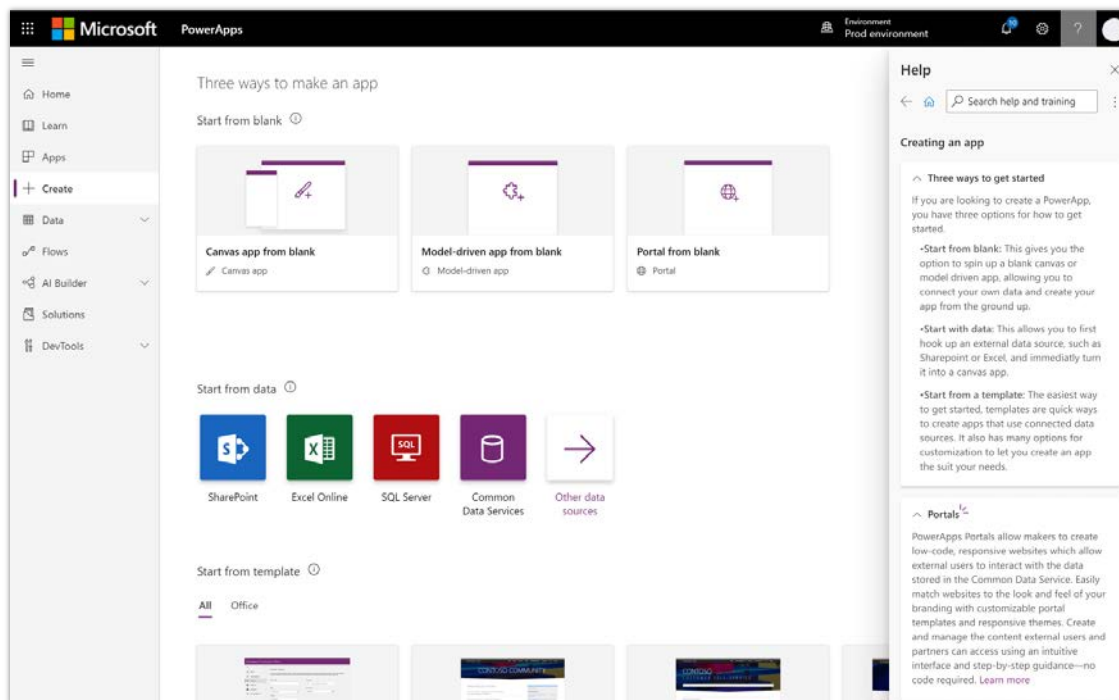 Microsoft PowerApps
Environment
Prod environment
10
?
Home
Learn
Apps
Create
Data
Flows
AI Builder
Solutions
DevTools
Three ways to make an app
Start from blank
Canvas app from blank
Canvas app
Model-driven app from blank
Model-driven app
Portal from blank
Portal
Start from data
S
SharePoint
X
Excel Online
SQL
SQL Server
Common
Data Services
Other data
sources
Start from template
All Office
CONTOSO COMMUNITY
CONTOSO
CUSTOMER SELF-SERVICE
Help
Search help and training
Creating an app
Three ways to get started
If you are looking to create a PowerApp,
you have three options for how to get
started.
•Start from blank: This gives you the
option to spin up a blank canvas or
model driven app, allowing you to
connect your own data and create your
app from the ground up.
•Start with data: This allows you to first
hook up an external data source, such as
Sharepoint or Excel, and immediatly turn
it into a canvas app.
•Start from a template: The easiest way
to get started, templates are quick ways
to create apps that use connected data
sources. It also has many options for
customization to let you create an app
the suit your needs.
Portals
PowerApps Portals allow makers to create
low-code, responsive websites which allow
external users to interact with the data
stored in the Common Data Service. Easily
match websites to the look and feel of your
branding with customizable portal
templates and responsive themes. Create
and manage the content external users and
partners can access using an intuitive
interface and step-by-step guidance—no
code required. Learn more